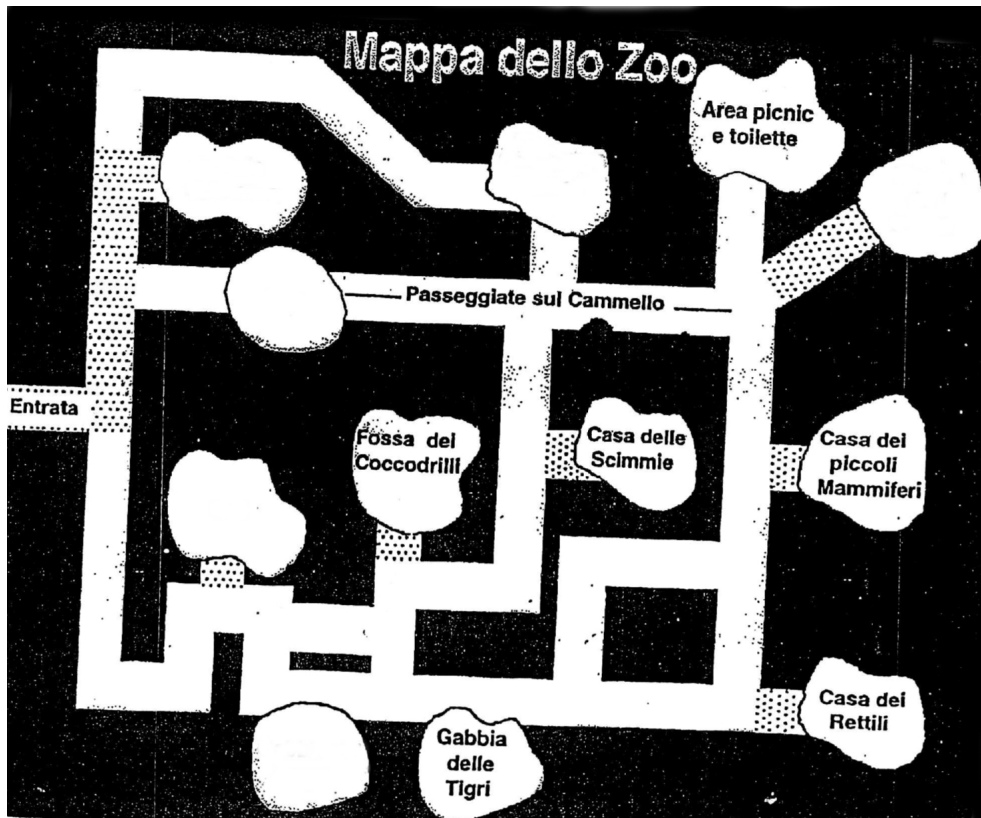 Mappa dello Zoo
Area picnic
e toilette
Passeggiate sul Cammello
Entrata
Fossa dei
Coccodrilli
Casa delle
Scimmie
Casa dei
piccoli
Mammiferi
Casa dei
Rettili
Gabbia
delle
Tigri